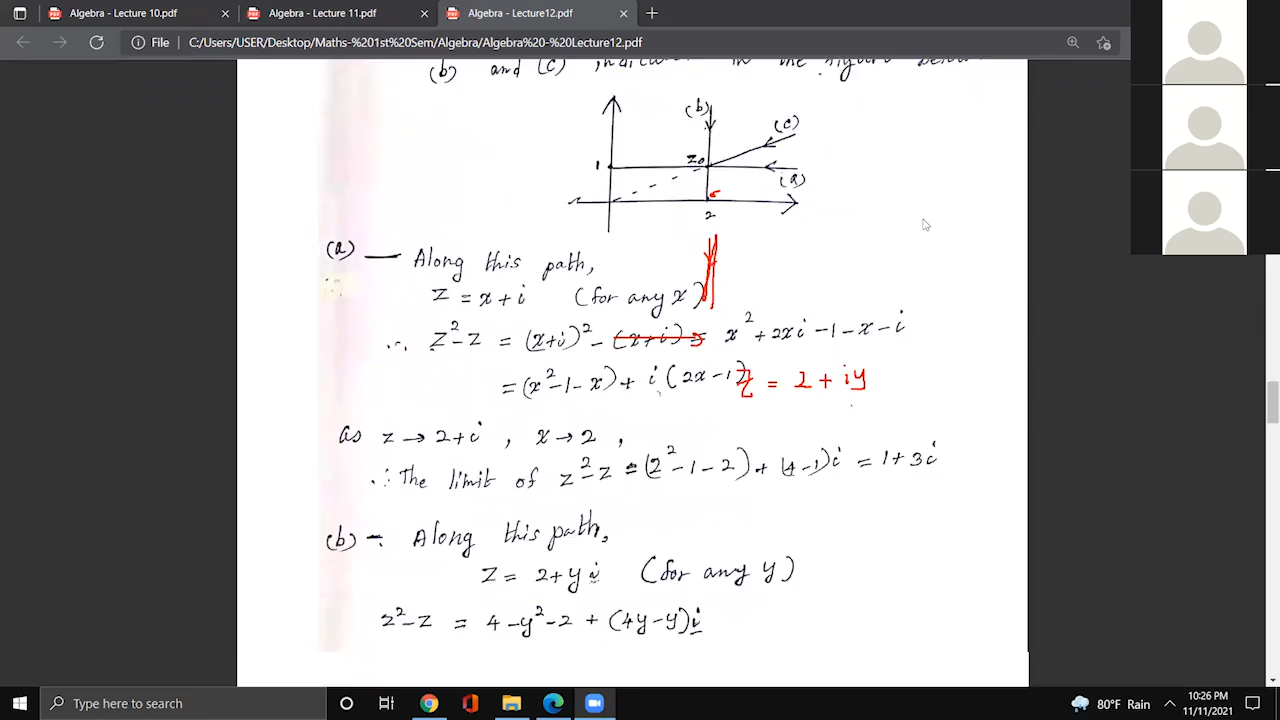 Algebra - Lecture 10.pdf
Algebra - Lecture 11.pdf
Algebra - Lecture12.pdf
File
C:/Users/USER/Desktop/Maths-%201st%20Sem/Algebra/Algebra%20-%20Lecture12.pdf
(b) and (c) in the figure
(b)
(c)
1
z₀
(a)
2
(a) — Along this path,
z = x + i (for any x)
∴ z² - z = (x+i)² - (x+i) = x² + 2xi - 1 - x - i
= (x² - 1 - x) + i (2x - 1)
z = 2 + iy
as z → 2+i , x → 2 ,
∴ The limit of z² - z = (2² - 1 - 2) + (4-1)i = 1 + 3i
(b) - Along this path,
z = 2 + y i (for any y)
z² - z = 4 - y² - 2 + (4y - y)i
Type here to search
80°F Rain
10:26 PM
11/11/2021